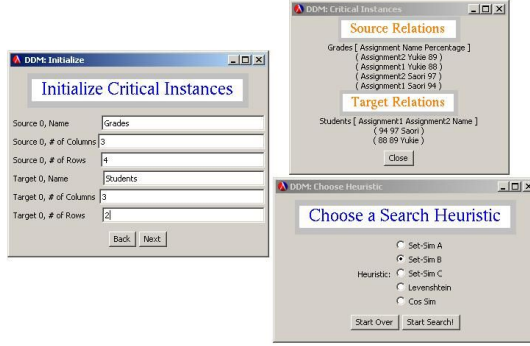 DDM: Initialize
Initialize Critical Instances
Source 0, Name Grades
Source 0, # of Columns 3
Source 0, # of Rows 4
Target 0, Name Students
Target 0, # of Columns 3
Target 0, # of Rows 2
Back Next
DDM: Critical Instances
Source Relations
Grades [ Assignment Name Percentage ]
( Assignment2 Yukie 89 )
( Assignment1 Yukie 88 )
( Assignment2 Saori 97 )
( Assignment1 Saori 94 )
Target Relations
Students [ Assignment1 Assignment2 Name ]
( 94 97 Saori )
( 88 89 Yukie )
Close
DDM: Choose Heuristic
Choose a Search Heuristic
Set-Sim A
Set-Sim B
Heuristic: Set-Sim C
Levenshtein
Cos Sim
Start Over Start Search!